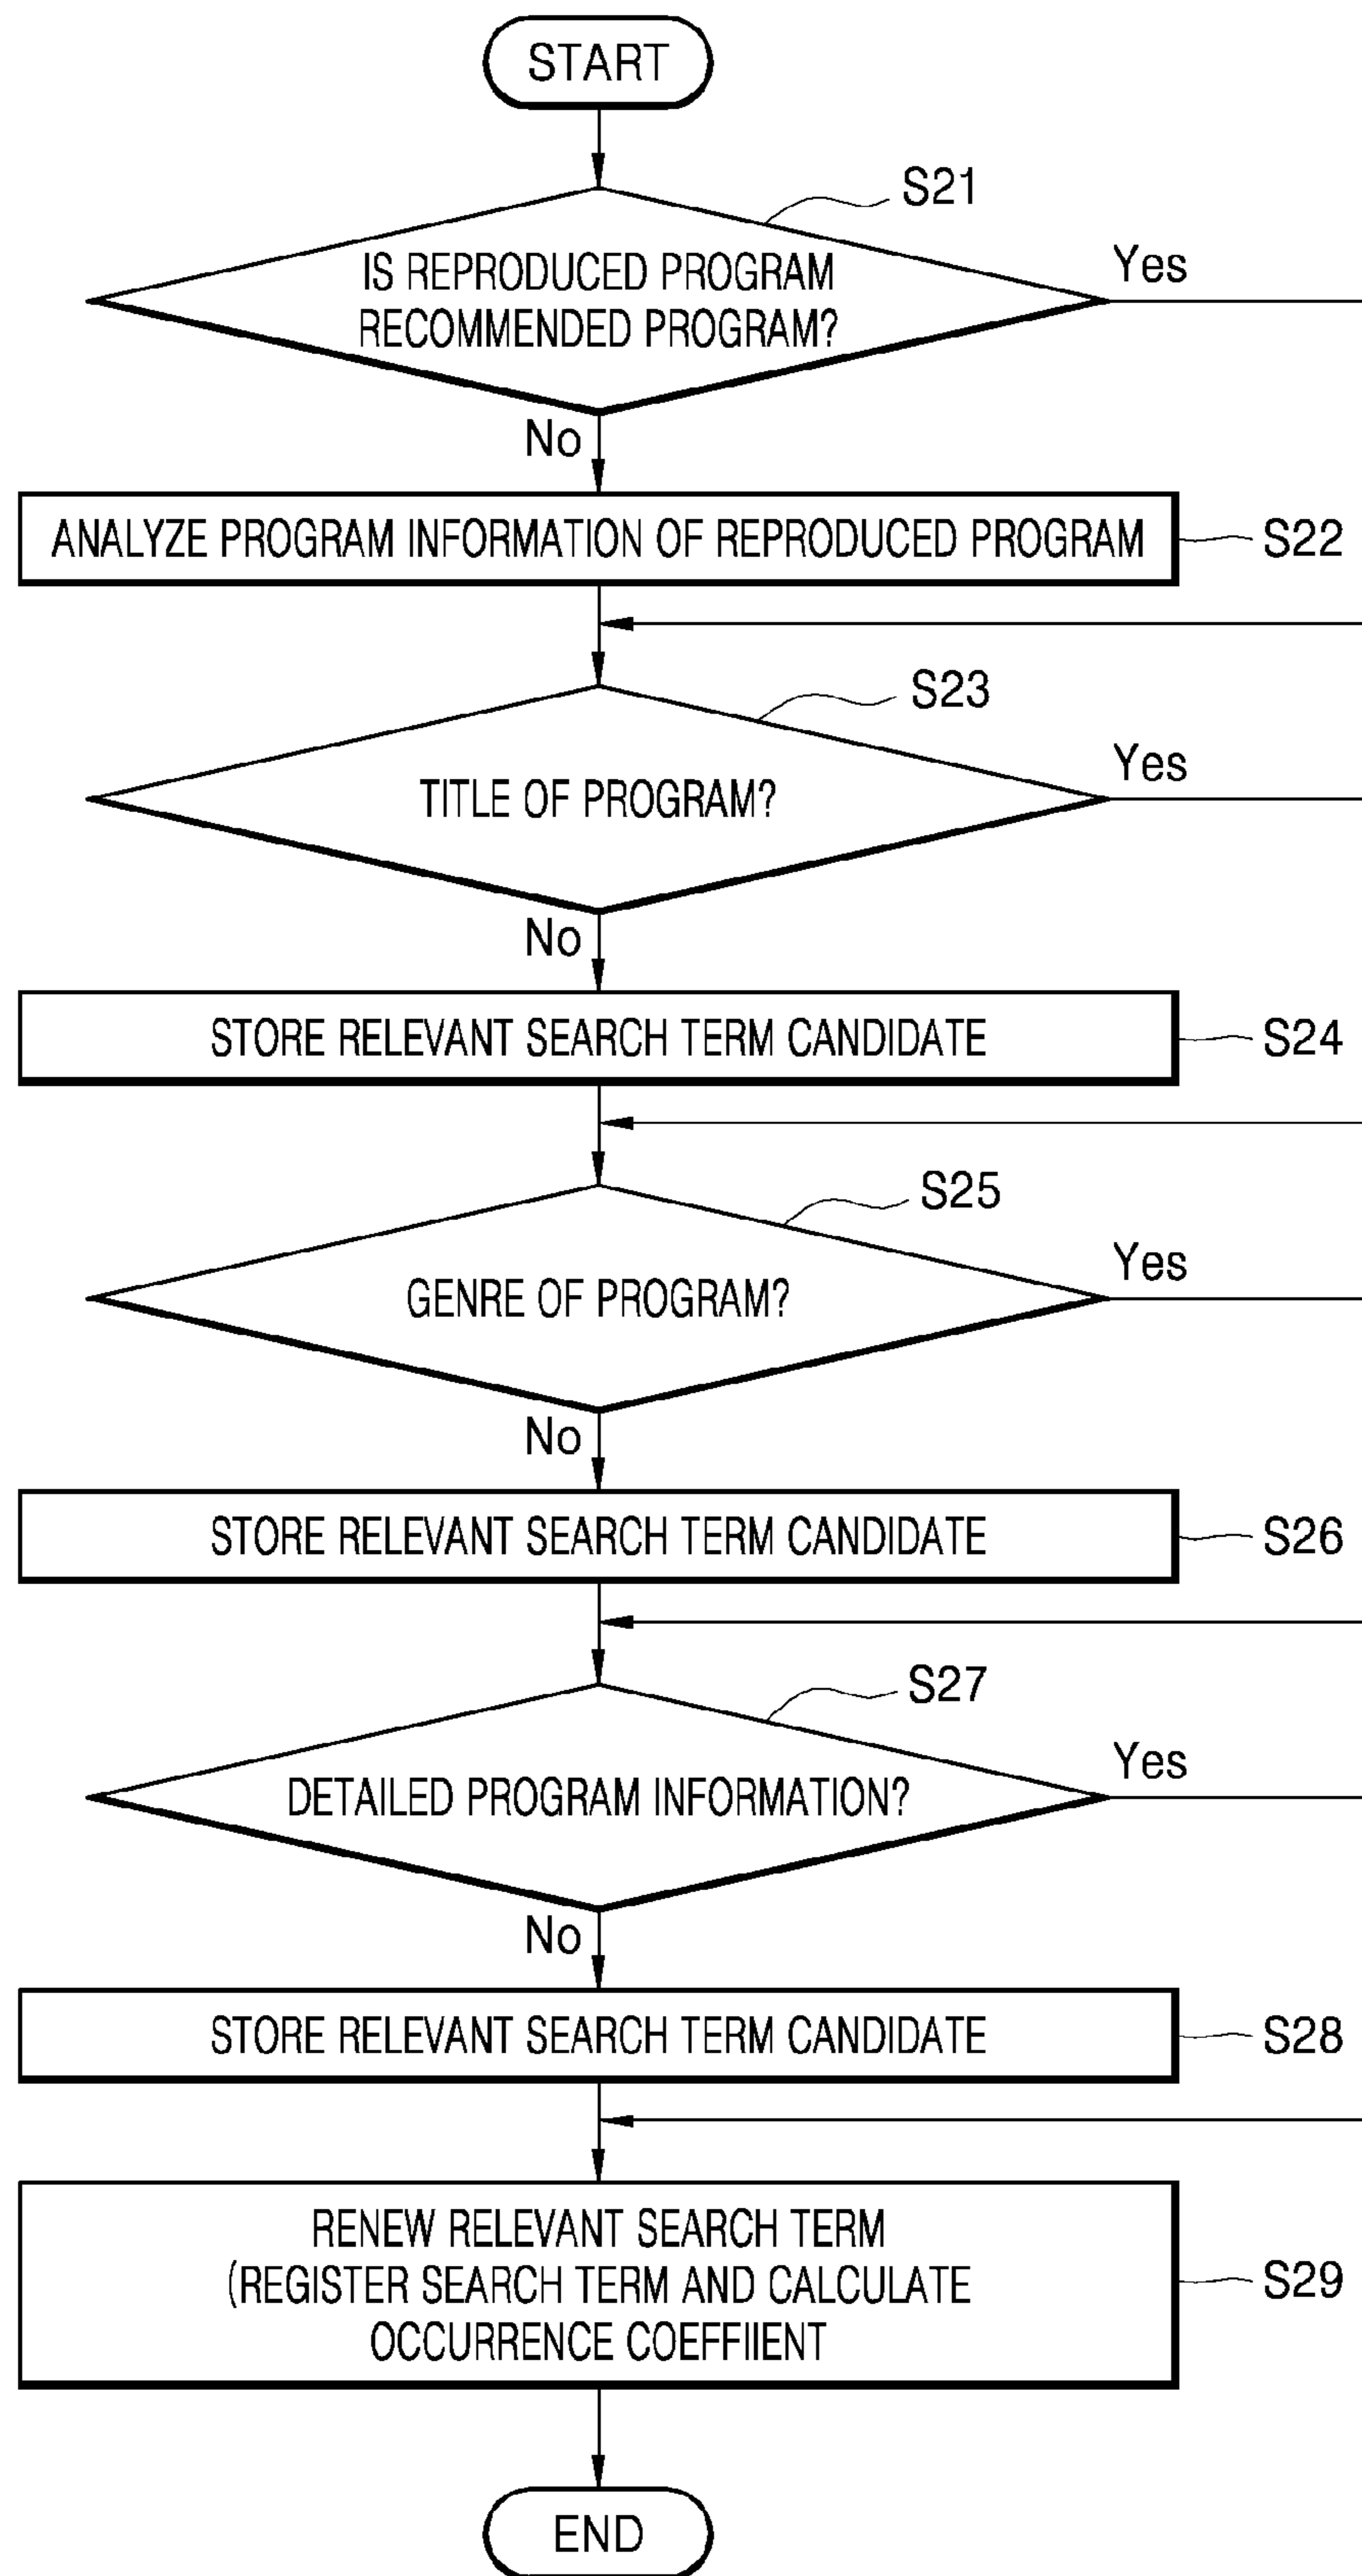 START
S21
IS REPRODUCED PROGRAM
RECOMMENDED PROGRAM?
Yes
No
ANALYZE PROGRAM INFORMATION OF REPRODUCED PROGRAM
S22
S23
TITLE OF PROGRAM?
Yes
No
STORE RELEVANT SEARCH TERM CANDIDATE
S24
S25
GENRE OF PROGRAM?
Yes
No
STORE RELEVANT SEARCH TERM CANDIDATE
S26
S27
DETAILED PROGRAM INFORMATION?
Yes
No
STORE RELEVANT SEARCH TERM CANDIDATE
S28
RENEW RELEVANT SEARCH TERM
(REGISTER SEARCH TERM AND CALCULATE
OCCURRENCE COEFFIIENT
S29
END